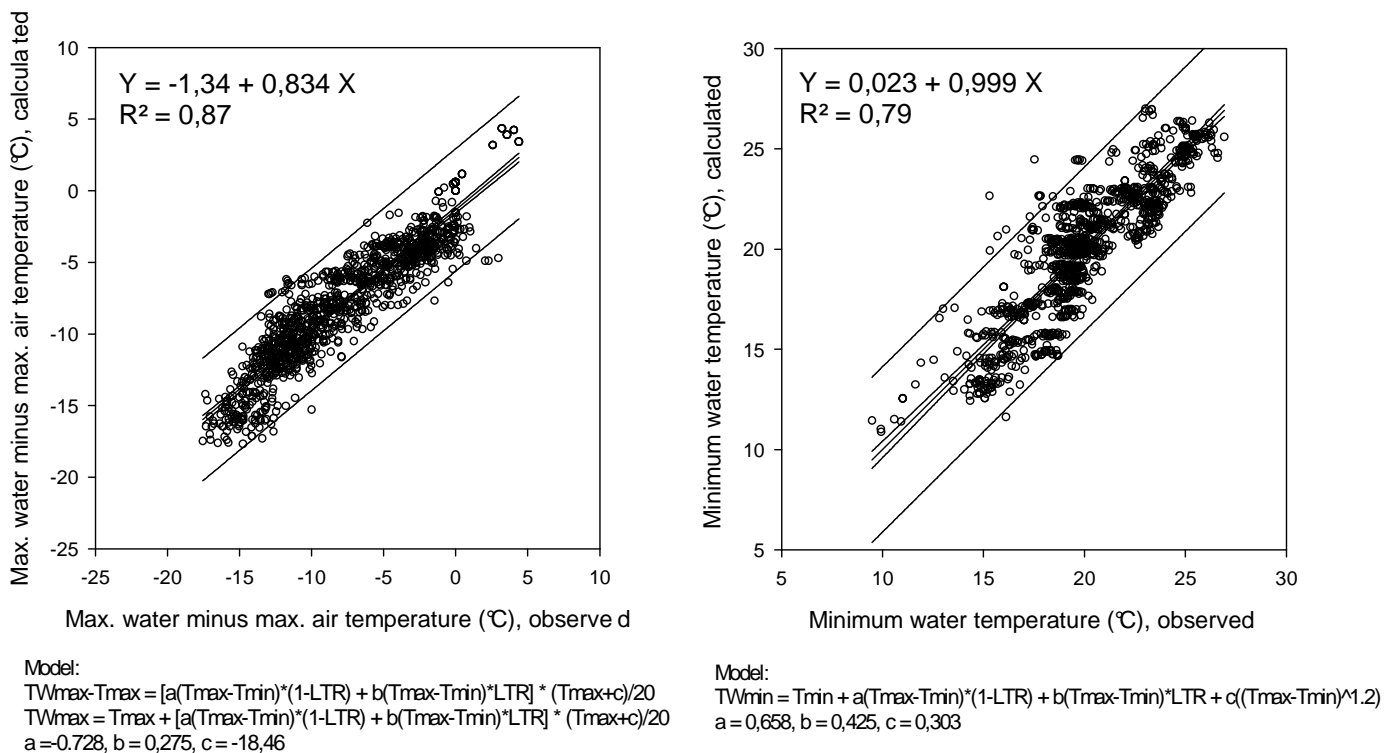 Max. water minus max. air temperature (℃), calcula ted
10
5
0
-5
-10
-15
-20
-25
Y = -1,34 + 0,834 X
R² = 0,87
-25 -20 -15 -10 -5 0 5 10
Max. water minus max. air temperature (℃), observe d
Model:
TWmax-Tmax = [a(Tmax-Tmin)*(1-LTR) + b(Tmax-Tmin)*LTR] * (Tmax+c)/20
TWmax = Tmax + [a(Tmax-Tmin)*(1-LTR) + b(Tmax-Tmin)*LTR] * (Tmax+c)/20
a =-0.728, b = 0,275, c = -18,46
Minimum water temperature (℃), calculated
30
25
20
15
10
5
Y = 0,023 + 0,999 X
R² = 0,79
5 10 15 20 25 30
Minimum water temperature (℃), observed
Model:
TWmin = Tmin + a(Tmax-Tmin)*(1-LTR) + b(Tmax-Tmin)*LTR + c((Tmax-Tmin)^1.2)
a = 0,658, b = 0,425, c = 0,303